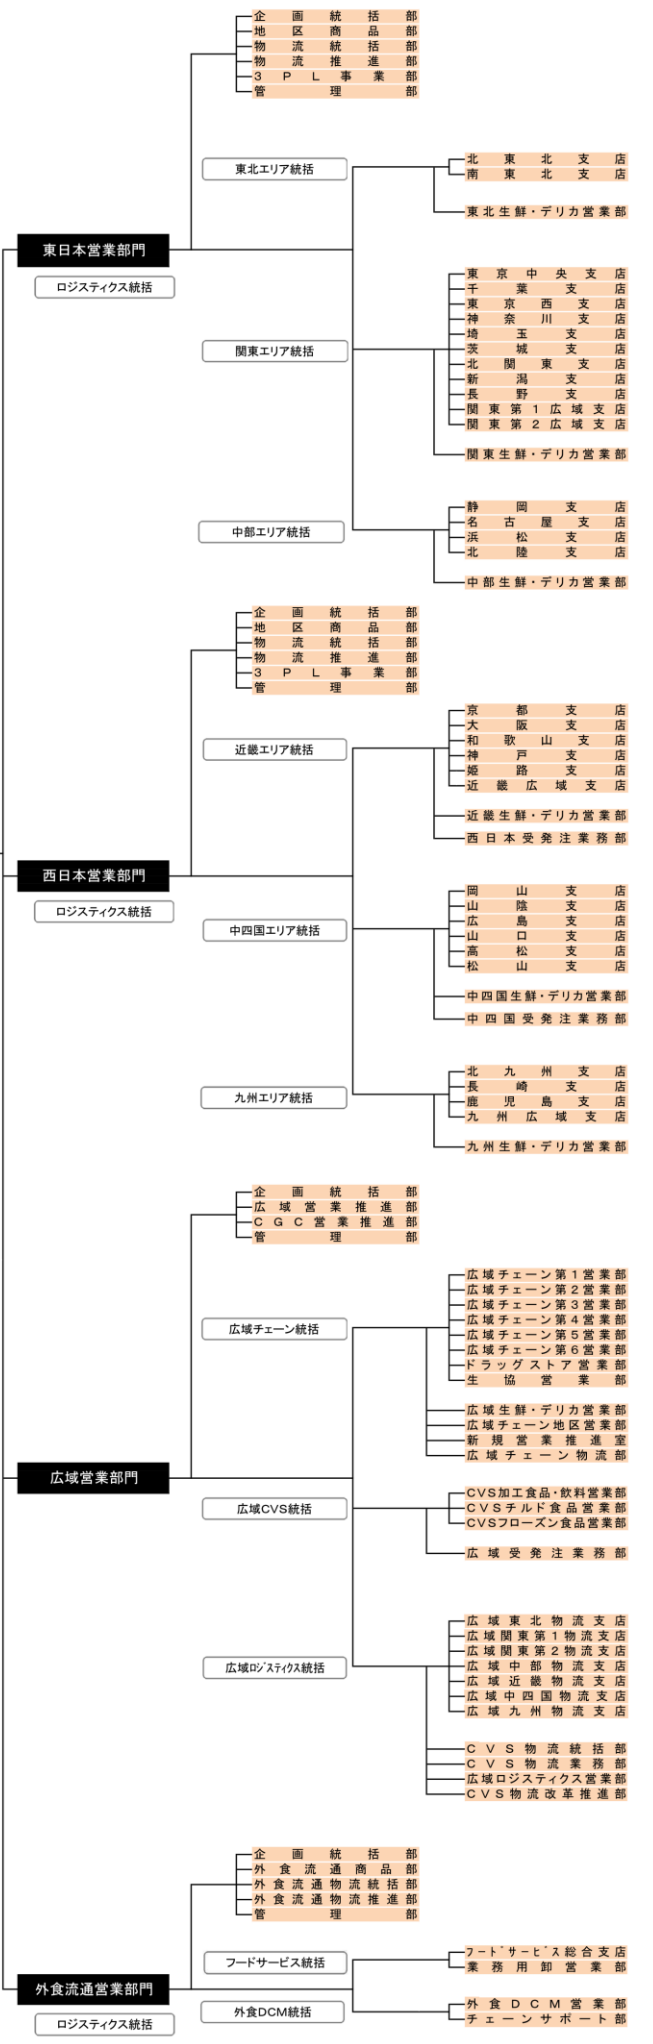 企画統括部
地区商品部
物流統括部
物流推進部
3PL事業部
管理部
東北エリア統括
北東北支店
南東北支店
東北生鮮・デリカ営業部
東日本営業部門
ロジスティクス統括
関東エリア統括
東京中央支店
千葉支店
東京西支店
神奈川支店
埼玉支店
茨城支店
北関東支店
新潟支店
長野支店
関東第1広域支店
関東第2広域支店
関東生鮮・デリカ営業部
中部エリア統括
静岡支店
名古屋支店
浜松支店
北陸支店
中部生鮮・デリカ営業部
企画統括部
地区商品部
物流統括部
物流推進部
3PL事業部
管理部
近畿エリア統括
京都支店
大阪支店
和歌山支店
神戸支店
姫路支店
近畿広域支店
近畿生鮮・デリカ営業部
西日本受発注業務部
西日本営業部門
ロジスティクス統括
中四国エリア統括
岡山支店
山陰支店
広島支店
山口支店
高松支店
松山支店
中四国生鮮・デリカ営業部
中四国受発注業務部
九州エリア統括
北九州支店
長崎支店
鹿児島支店
九州広域支店
九州生鮮・デリカ営業部
企画統括部
広域営業推進部
CGC営業推進部
管理部
広域チェーン統括
広域チェーン第1営業部
広域チェーン第2営業部
広域チェーン第3営業部
広域チェーン第4営業部
広域チェーン第5営業部
広域チェーン第6営業部
ドラッグストア営業部
生協営業部
広域生鮮・デリカ営業部
広域チェーン地区営業部
新規営業推進室
広域チェーン物流部
広域営業部門
広域CVS統括
CVS加工食品・飲料営業部
CVSチルド食品営業部
CVSフローズン食品営業部
広域受発注業務部
広域ﾛｼﾞｽﾃｨｸｽ統括
広域東北物流支店
広域関東第1物流支店
広域関東第2物流支店
広域中部物流支店
広域近畿物流支店
広域中四国物流支店
広域九州物流支店
CVS物流統括部
CVS物流業務部
広域ロジスティクス営業部
CVS物流改革推進部
企画統括部
外食流通商品部
外食流通物流統括部
外食流通物流推進部
管理部
フードサービス統括
ﾌｰﾄﾞｻｰﾋﾞｽ総合支店
業務用卸営業部
外食流通営業部門
ロジスティクス統括
外食DCM統括
外食DCM営業部
チェーンサポート部